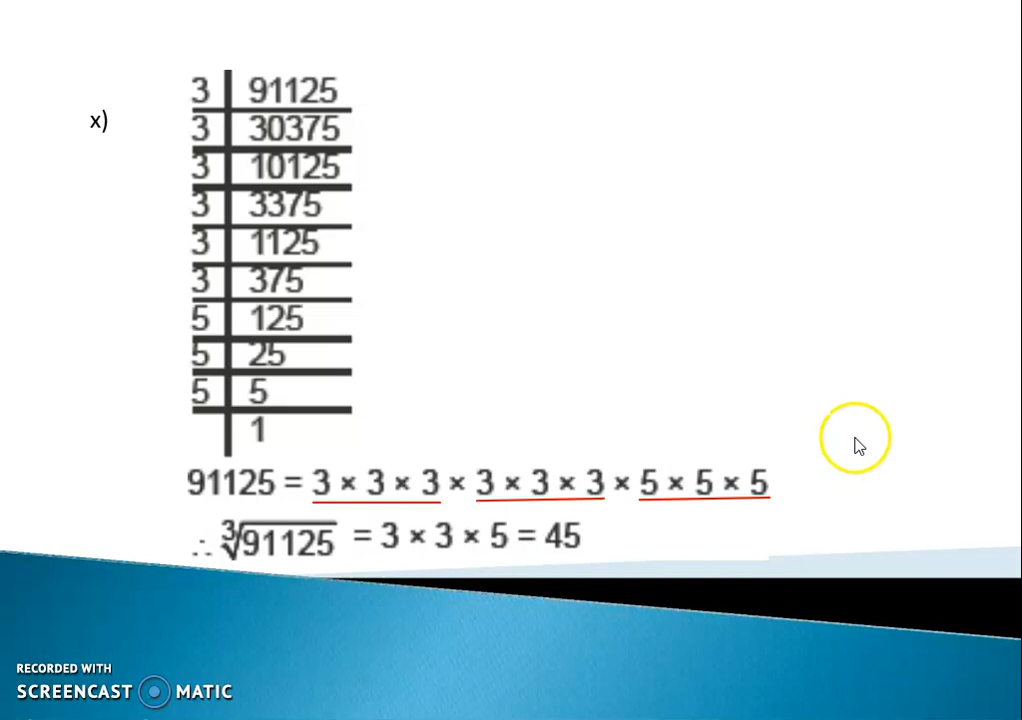 x)
3 91125
3 30375
3 10125
3 3375
3 1125
3 375
5 125
5 25
5 5
1
91125 = 3 × 3 × 3 × 3 × 3 × 3 × 5 × 5 × 5
∴ ∛91125 = 3 × 3 × 5 = 45
RECORDED WITH
SCREENCAST MATIC